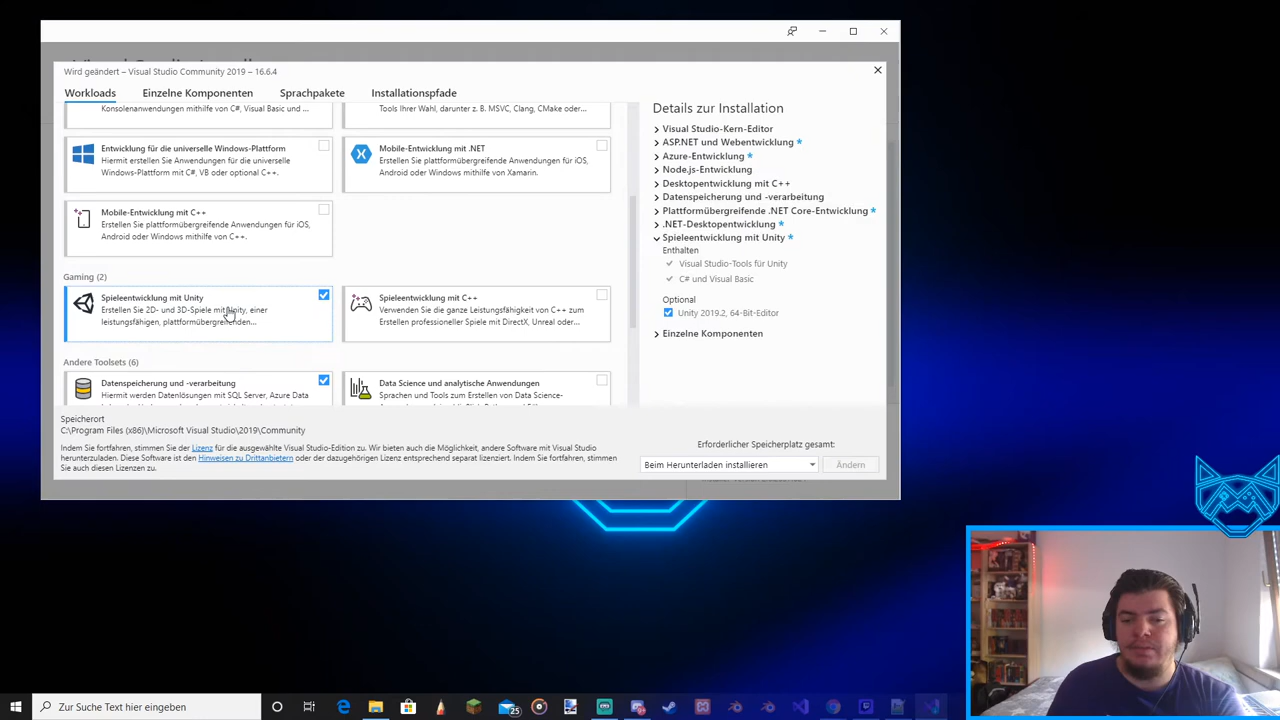 Wird geändert – Visual Studio Community 2019 – 16.6.4
Workloads Einzelne Komponenten Sprachpakete Installationspfade
Konsolenanwendungen mithilfe von C#, Visual Basic und ...
Tools Ihrer Wahl, darunter z. B. MSVC, Clang, CMake oder...
Entwicklung für die universelle Windows-Plattform
Hiermit erstellen Sie Anwendungen für die universelle
Windows-Plattform mit C#, VB oder optional C++.
Mobile-Entwicklung mit .NET
Erstellen Sie plattformübergreifende Anwendungen für iOS,
Android oder Windows mithilfe von Xamarin.
Mobile-Entwicklung mit C++
Erstellen Sie plattformübergreifende Anwendungen für iOS,
Android oder Windows mithilfe von C++.
Gaming (2)
Spieleentwicklung mit Unity
Erstellen Sie 2D- und 3D-Spiele mit Unity, einer
leistungsfähigen, plattformübergreifenden...
Spieleentwicklung mit C++
Verwenden Sie die ganze Leistungsfähigkeit von C++ zum
Erstellen professioneller Spiele mit DirectX, Unreal oder...
Andere Toolsets (6)
Datenspeicherung und -verarbeitung
Hiermit werden Datenlösungen mit SQL Server, Azure Data
Data Science und analytische Anwendungen
Sprachen und Tools zum Erstellen von Data Science-
Details zur Installation
Visual Studio-Kern-Editor
ASP.NET und Webentwicklung *
Azure-Entwicklung *
Node.js-Entwicklung
Desktopentwicklung mit C++
Datenspeicherung und -verarbeitung
Plattformübergreifende .NET Core-Entwicklung *
.NET-Desktopentwicklung *
Spieleentwicklung mit Unity *
Enthalten
Visual Studio-Tools für Unity
C# und Visual Basic
Optional
Unity 2019.2, 64-Bit-Editor
Einzelne Komponenten
Speicherort
C:\Program Files (x86)\Microsoft Visual Studio\2019\Community
Indem Sie fortfahren, stimmen Sie der Lizenz für die ausgewählte Visual Studio-Edition zu. Wir bieten auch die Möglichkeit, andere Software mit Visual Studio
herunterzuladen. Diese Software ist den Hinweisen zu Drittanbietern oder der dazugehörigen Lizenz entsprechend separat lizenziert. Indem Sie fortfahren, stimmen
Sie auch diesen Lizenzen zu.
Erforderlicher Speicherplatz gesamt:
Beim Herunterladen installieren
Ändern
Zur Suche Text hier eingeben
25